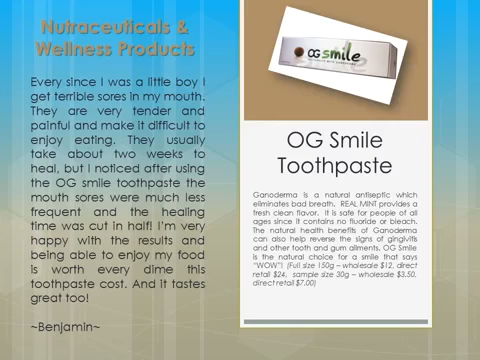 Nutraceuticals &
Wellness Products
Every since I was a little boy I
get terrible sores in my mouth.
They are very tender and
painful and make it difficult to
enjoy eating. They usually
take about two weeks to
heal, but I noticed after using
the OG smile toothpaste the
mouth sores were much less
frequent and the healing
time was cut in half! I'm very
happy with the results and
being able to enjoy my food
is worth every dime this
toothpaste cost. And it tastes
great too!
~Benjamin~
OG smile
OG Smile
Toothpaste
Ganoderma is a natural antiseptic which
eliminates bad breath. REAL MINT provides a
fresh clean flavor. It is safe for people of all
ages since it contains no fluoride or bleach.
The natural health benefits of Ganoderma
can also help reverse the signs of gingivitis
and other tooth and gum ailments. OG Smile
is the natural choice for a smile that says
"WOW"! (Full size 150g – wholesale $12. direct
retail $24. sample size 30g – wholesale $3.50.
direct retail $7.00)